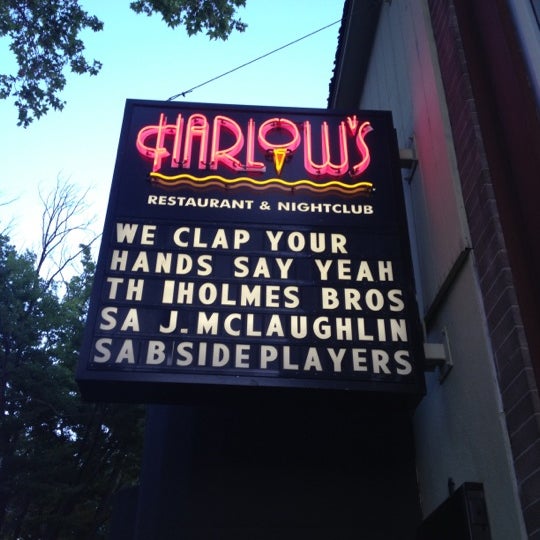 HARLOW'S
RESTAURANT & NIGHTCLUB
WE CLAP YOUR
HANDS SAY YEAH
TH HOLMES BROS
SA J.MCLAUGHLIN
SA B/SIDEPLAYERS